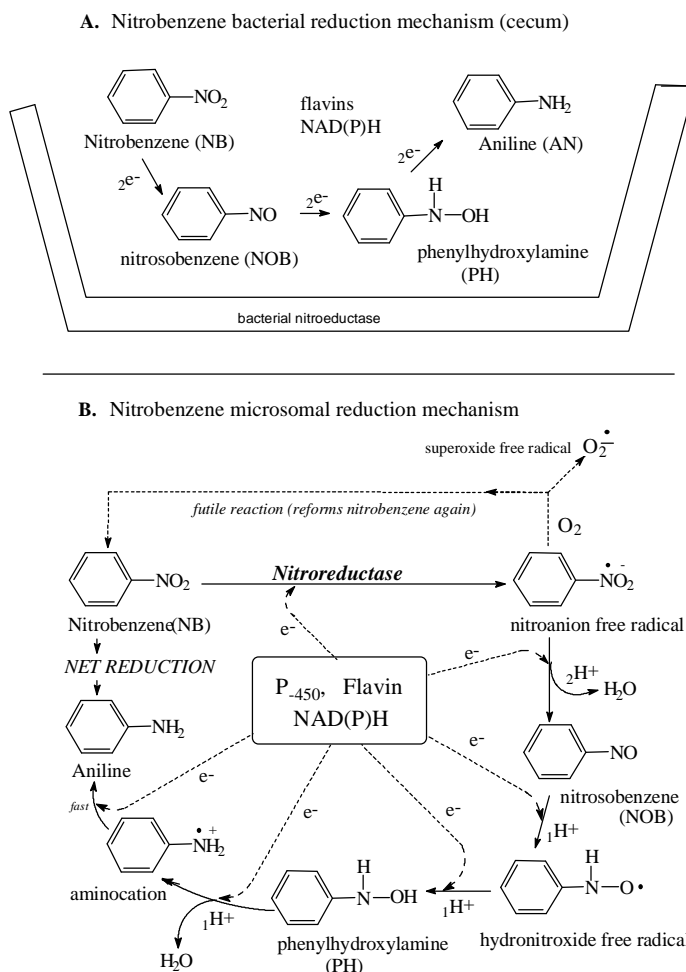 A. Nitrobenzene bacterial reduction mechanism (cecum)
NO2
Nitrobenzene (NB)
flavins
NAD(P)H
NH2
Aniline (AN)
2e-
2e-
NO
nitrosobenzene (NOB)
2e-
H
N
OH
phenylhydroxylamine
(PH)
bacterial nitroeductase
B. Nitrobenzene microsomal reduction mechanism
superoxide free radical O2•−
futile reaction (reforms nitrobenzene again)
O2
NO2
Nitrobenzene(NB)
Nitroreductase
•NO2-
nitroanion free radical
e-
e-
2H+
H2O
NET REDUCTION
P-450, Flavin
NAD(P)H
NH2
Aniline
NO
nitrosobenzene
(NOB)
e-
e-
e-
e-
fast
1H+
•+
NH2
aminocation
1H+
H2O
H
N
OH
phenylhydroxylamine
(PH)
1H+
H
N
O•
hydronitroxide free radical